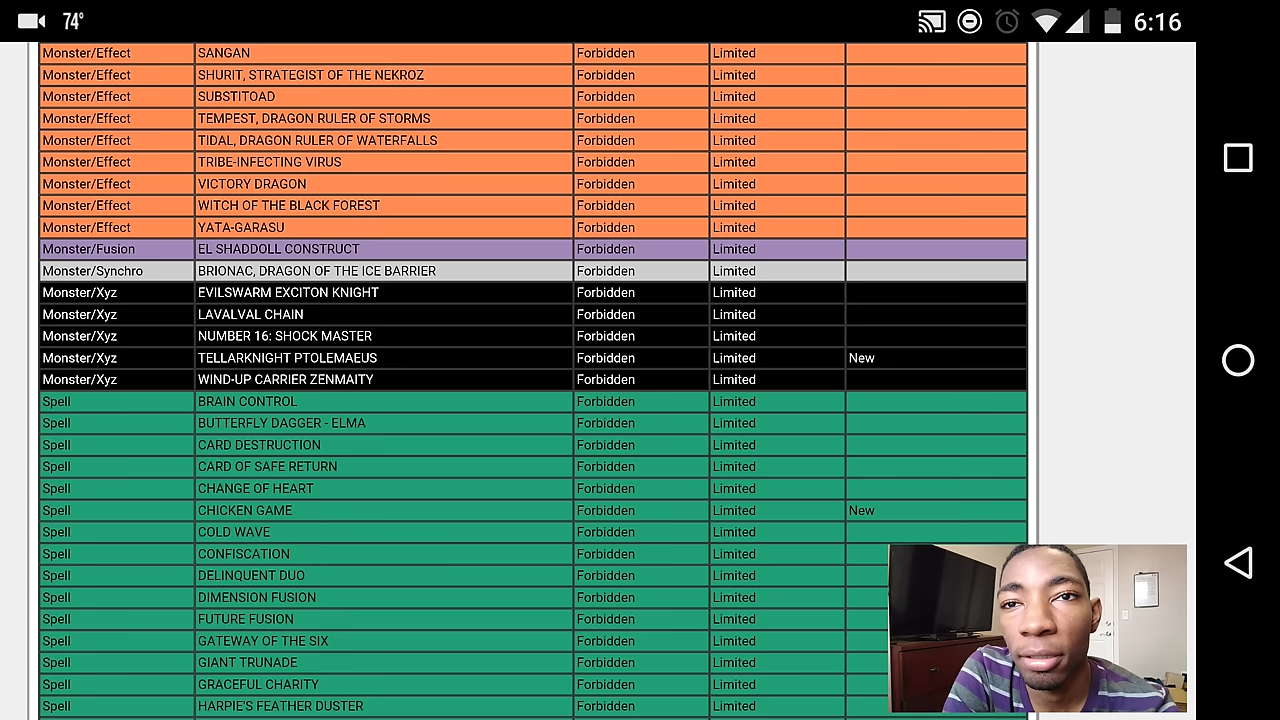 74° 6:16
Monster/Effect SANGAN Forbidden Limited
Monster/Effect SHURIT, STRATEGIST OF THE NEKROZ Forbidden Limited
Monster/Effect SUBSTITOAD Forbidden Limited
Monster/Effect TEMPEST, DRAGON RULER OF STORMS Forbidden Limited
Monster/Effect TIDAL, DRAGON RULER OF WATERFALLS Forbidden Limited
Monster/Effect TRIBE-INFECTING VIRUS Forbidden Limited
Monster/Effect VICTORY DRAGON Forbidden Limited
Monster/Effect WITCH OF THE BLACK FOREST Forbidden Limited
Monster/Effect YATA-GARASU Forbidden Limited
Monster/Fusion EL SHADDOLL CONSTRUCT Forbidden Limited
Monster/Synchro BRIONAC, DRAGON OF THE ICE BARRIER Forbidden Limited
Monster/Xyz EVILSWARM EXCITON KNIGHT Forbidden Limited
Monster/Xyz LAVALVAL CHAIN Forbidden Limited
Monster/Xyz NUMBER 16: SHOCK MASTER Forbidden Limited
Monster/Xyz TELLARKNIGHT PTOLEMAEUS Forbidden Limited New
Monster/Xyz WIND-UP CARRIER ZENMAITY Forbidden Limited
Spell BRAIN CONTROL Forbidden Limited
Spell BUTTERFLY DAGGER - ELMA Forbidden Limited
Spell CARD DESTRUCTION Forbidden Limited
Spell CARD OF SAFE RETURN Forbidden Limited
Spell CHANGE OF HEART Forbidden Limited
Spell CHICKEN GAME Forbidden Limited New
Spell COLD WAVE Forbidden Limited
Spell CONFISCATION Forbidden Limited
Spell DELINQUENT DUO Forbidden Limited
Spell DIMENSION FUSION Forbidden Limited
Spell FUTURE FUSION Forbidden Limited
Spell GATEWAY OF THE SIX Forbidden Limited
Spell GIANT TRUNADE Forbidden Limited
Spell GRACEFUL CHARITY Forbidden Limited
Spell HARPIE'S FEATHER DUSTER Forbidden Limited